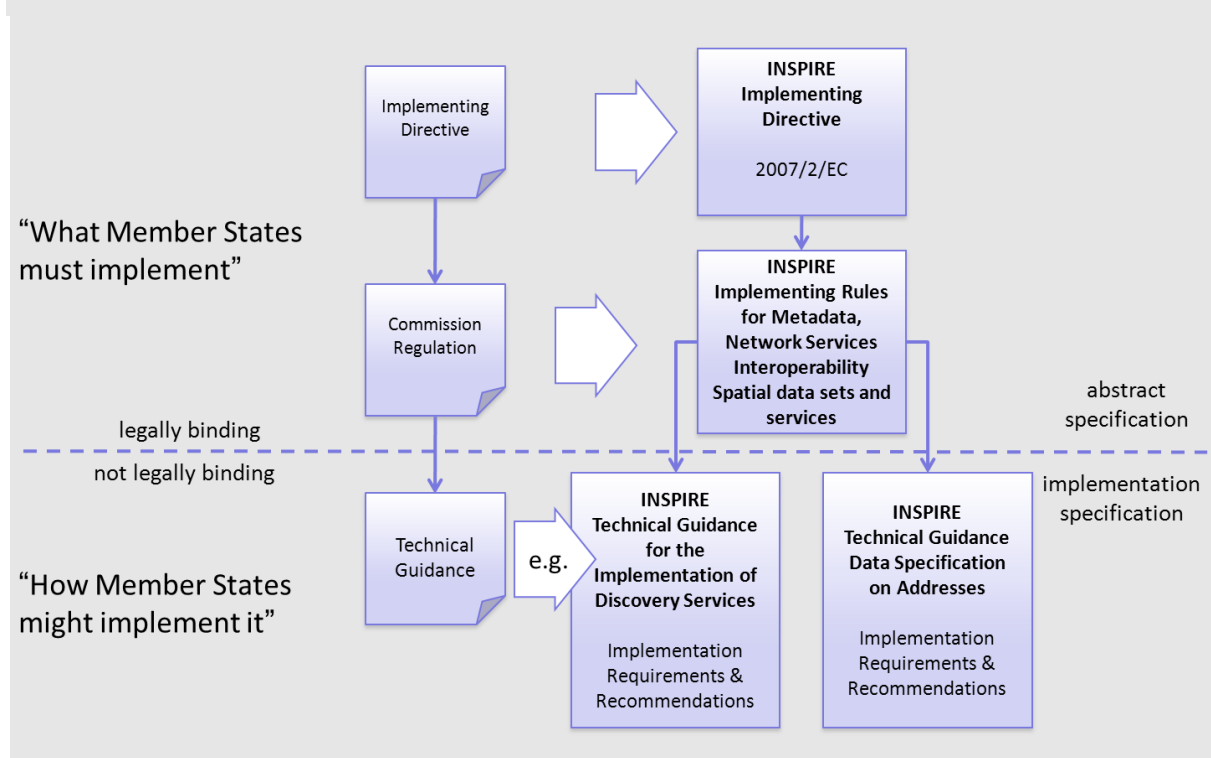 Implementing
Directive
INSPIRE
Implementing
Directive
2007/2/EC
“What Member States
must implement”
Commission
Regulation
INSPIRE
Implementing Rules
for Metadata,
Network Services
Interoperability
Spatial data sets and
services
abstract
specification
legally binding
not legally binding
implementation
specification
“How Member States
might implement it”
Technical
Guidance
e.g.
INSPIRE
Technical Guidance
for the
Implementation of
Discovery Services
Implementation
Requirements &
Recommendations
INSPIRE
Technical Guidance
Data Specification
on Addresses
Implementation
Requirements &
Recommendations